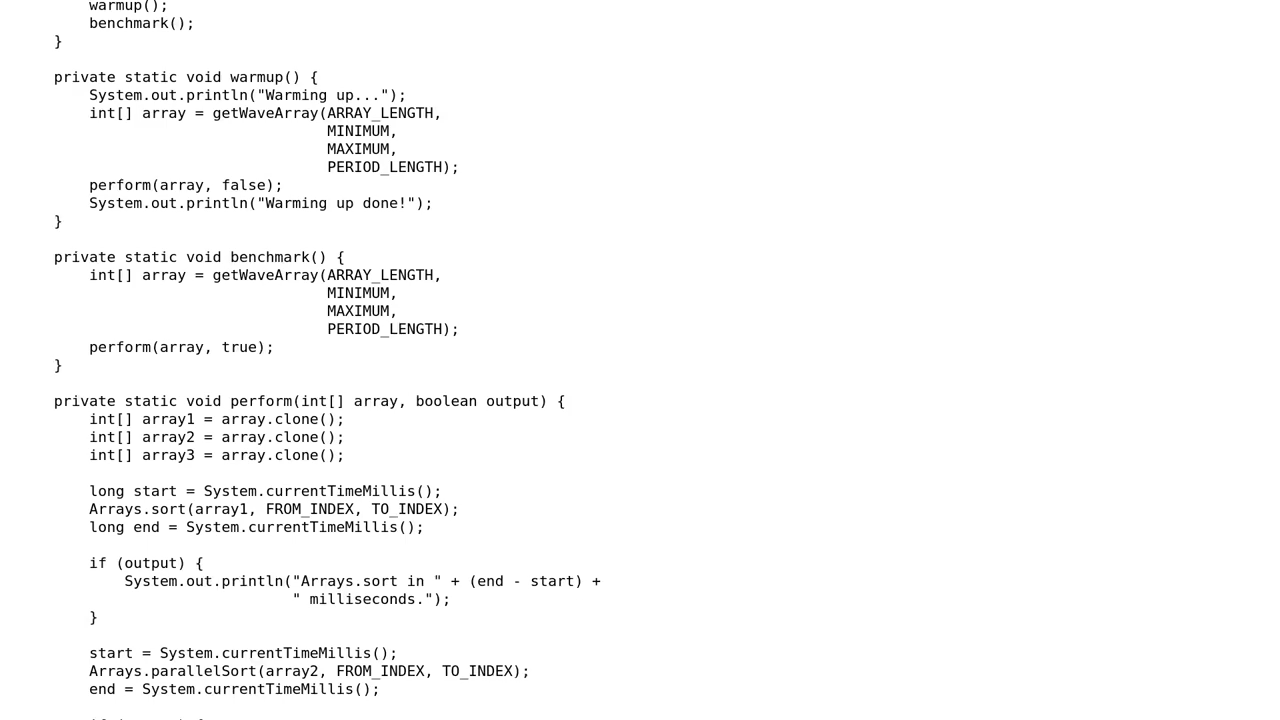 warmup();
benchmark();
}
private static void warmup() {
System.out.println("Warming up...");
int[] array = getWaveArray(ARRAY_LENGTH,
MINIMUM,
MAXIMUM,
PERIOD_LENGTH);
perform(array, false);
System.out.println("Warming up done!");
}
private static void benchmark() {
int[] array = getWaveArray(ARRAY_LENGTH,
MINIMUM,
MAXIMUM,
PERIOD_LENGTH);
perform(array, true);
}
private static void perform(int[] array, boolean output) {
int[] array1 = array.clone();
int[] array2 = array.clone();
int[] array3 = array.clone();
long start = System.currentTimeMillis();
Arrays.sort(array1, FROM_INDEX, TO_INDEX);
long end = System.currentTimeMillis();
if (output) {
System.out.println("Arrays.sort in " + (end - start) +
" milliseconds.");
}
start = System.currentTimeMillis();
Arrays.parallelSort(array2, FROM_INDEX, TO_INDEX);
end = System.currentTimeMillis();